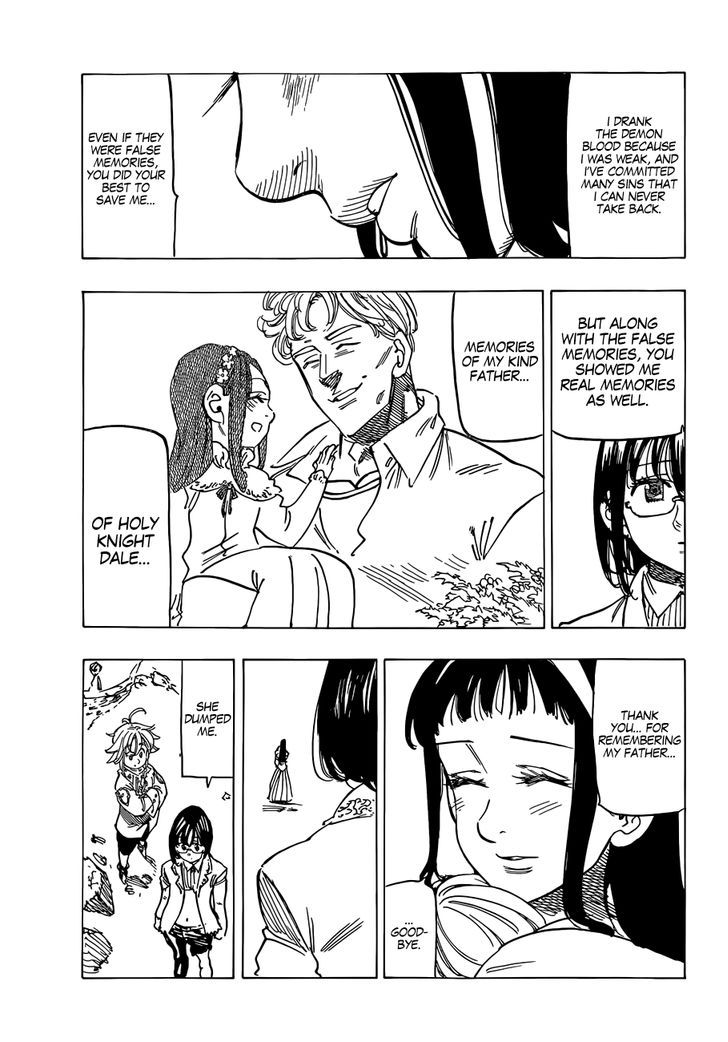 I DRANK
THE DEMON
BLOOD BECAUSE
I WAS WEAK, AND
I'VE COMMITTED
MANY SINS THAT
I CAN NEVER
TAKE BACK.
EVEN IF THEY
WERE FALSE
MEMORIES,
YOU DID YOUR
BEST TO
SAVE ME...
BUT ALONG
WITH THE FALSE
MEMORIES, YOU
SHOWED ME
REAL MEMORIES
AS WELL.
MEMORIES
OF MY KIND
FATHER...
OF HOLY
KNIGHT
DALE...
THANK
YOU... FOR
REMEMBERING
MY FATHER...
...
GOOD-
BYE.
SHE
DUMPED
ME.